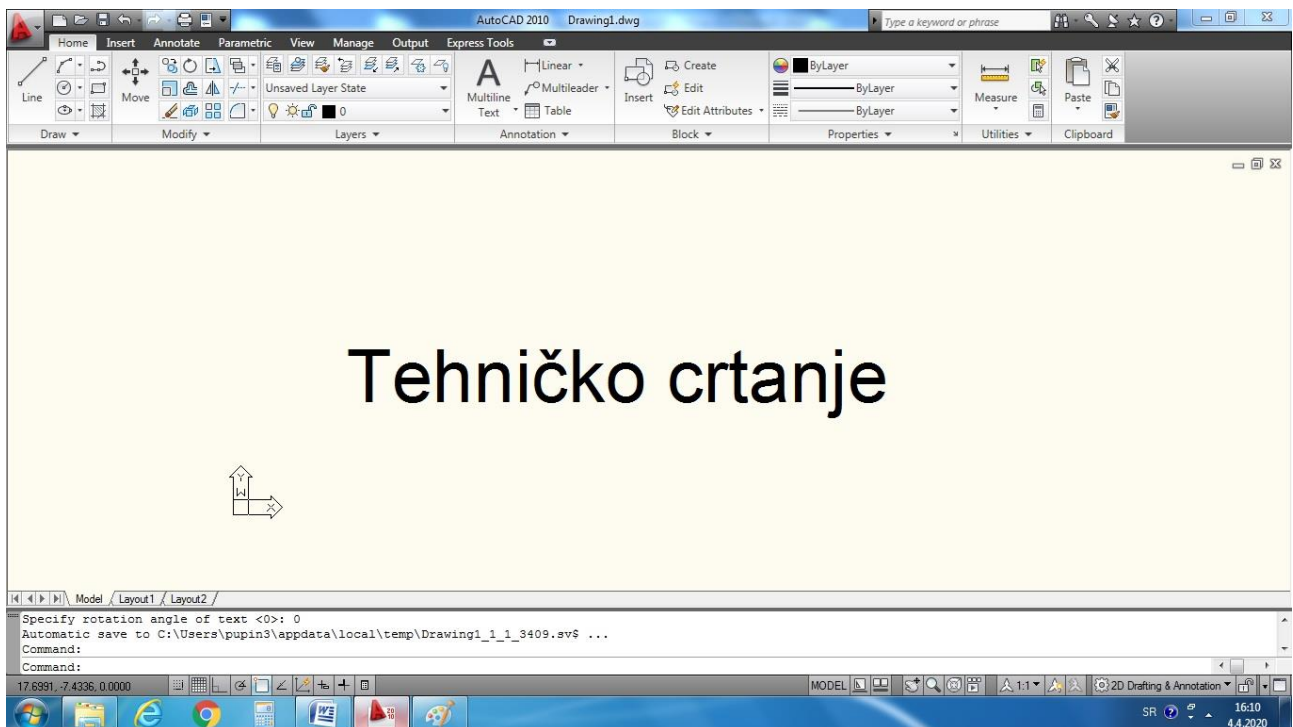 AutoCAD 2010 Drawing1.dwg
Type a keyword or phrase
Home Insert Annotate Parametric View Manage Output Express Tools
Line
Move
Unsaved Layer State
0
Multiline Text
Linear
Multileader
Table
Insert
Create
Edit
Edit Attributes
ByLayer
ByLayer
ByLayer
Measure
Paste
Draw Modify Layers Annotation Block Properties Utilities Clipboard
Tehničko crtanje
Y
W
X
Model Layout1 Layout2
Specify rotation angle of text <0>: 0
Automatic save to C:\Users\pupin3\appdata\local\temp\Drawing1_1_1_3409.sv$ ...
Command:
Command:
17.6991, -7.4336, 0.0000 MODEL 1:1 2D Drafting & Annotation
SR 16:10
4.4.2020